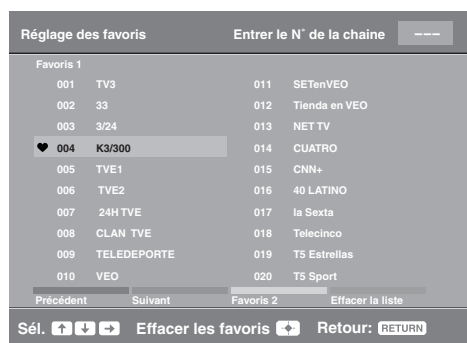 Réglage des favoris Entrer le N° de la chaine ---
Favoris 1
001 TV3 011 SETenVEO
002 33 012 Tienda en VEO
003 3/24 013 NET TV
004 K3/300 014 CUATRO
005 TVE1 015 CNN+
006 TVE2 016 40 LATINO
007 24H TVE 017 la Sexta
008 CLAN TVE 018 Telecinco
009 TELEDEPORTE 019 T5 Estrellas
010 VEO 020 T5 Sport
Précédent Suivant Favoris 2 Effacer la liste
Sél. Effacer les favoris Retour: RETURN